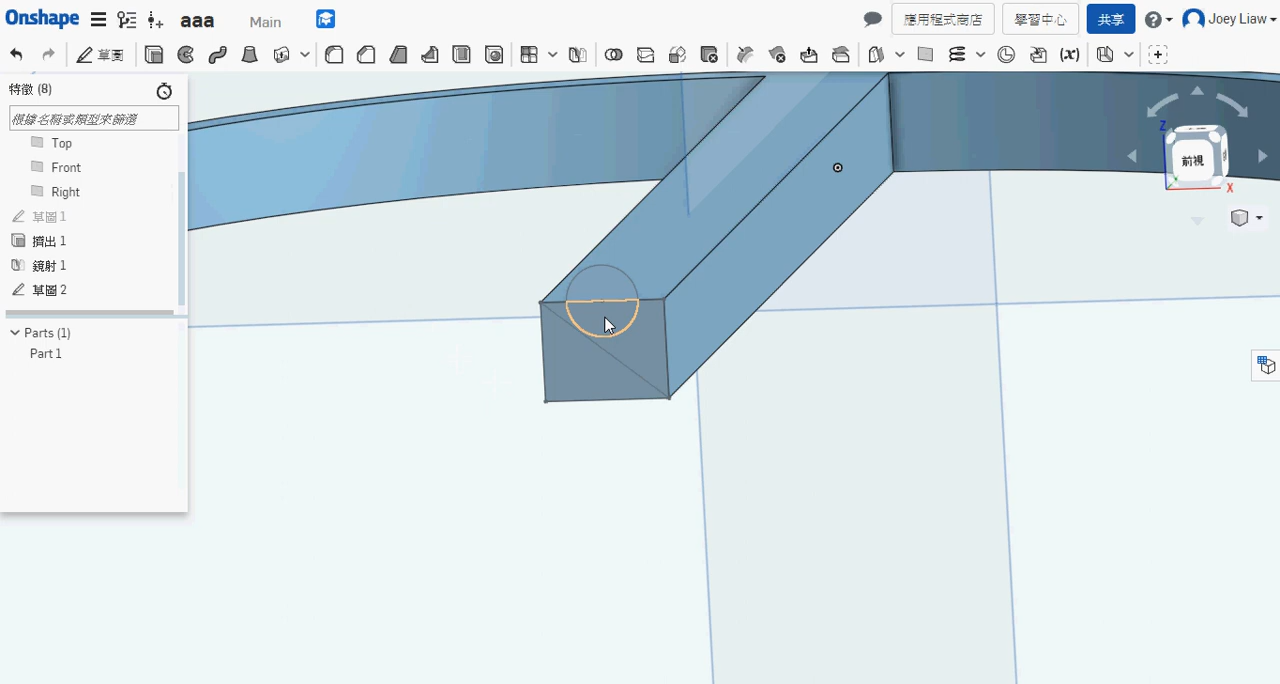 Onshape aaa Main 應用程式商店 學習中心 共享 Joey Liaw
草圖 (x)
特徵 (8)
根據名稱或類型來篩選
Top
Front
Right
草圖 1
擠出 1
鏡射 1
草圖 2
Parts (1)
Part 1
Z
前視
X